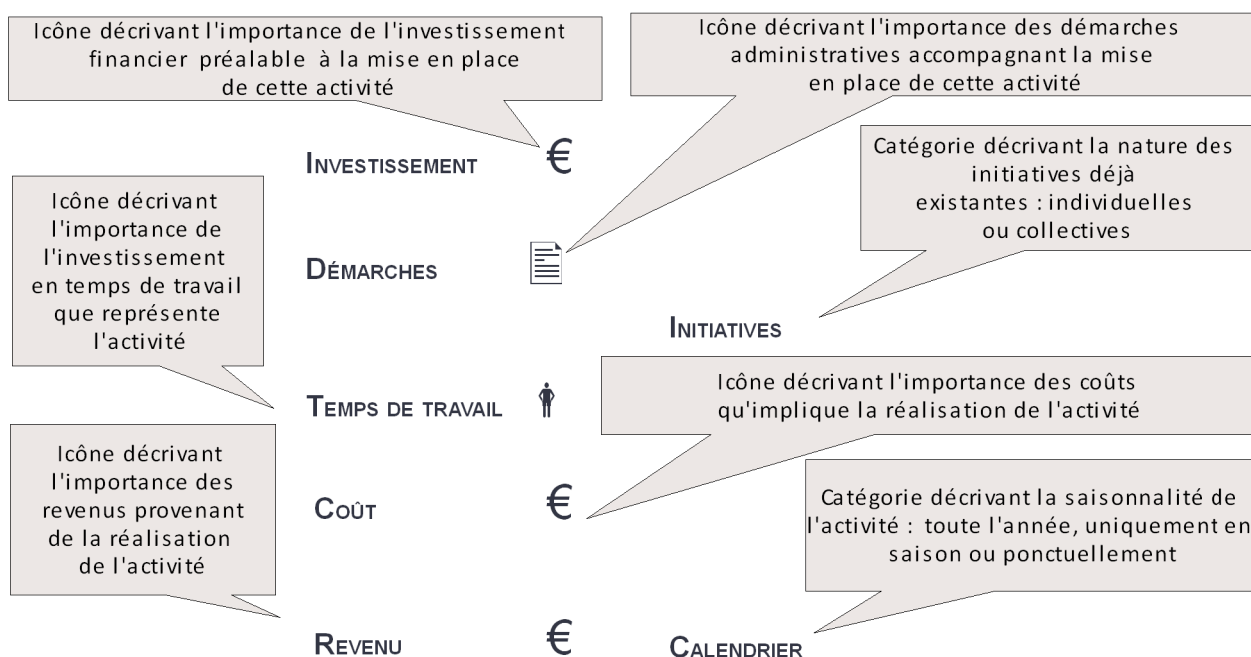 Icône décrivant l'importance de l'investissement
financier préalable à la mise en place
de cette activité
Icône décrivant l'importance des démarches
administratives accompagnant la mise
en place de cette activité
INVESTISSEMENT €
Catégorie décrivant la nature des
initiatives déjà
existantes : individuelles
ou collectives
Icône décrivant
l'importance de
l'investissement
en temps de travail
que représente
l'activité
DÉMARCHES
INITIATIVES
Icône décrivant l'importance des coûts
qu'implique la réalisation de l'activité
TEMPS DE TRAVAIL
Icône décrivant
l'importance des
revenus provenant
de la réalisation
de l'activité
COÛT €
Catégorie décrivant la saisonnalité de
l'activité : toute l'année, uniquement en
saison ou ponctuellement
REVENU €
CALENDRIER